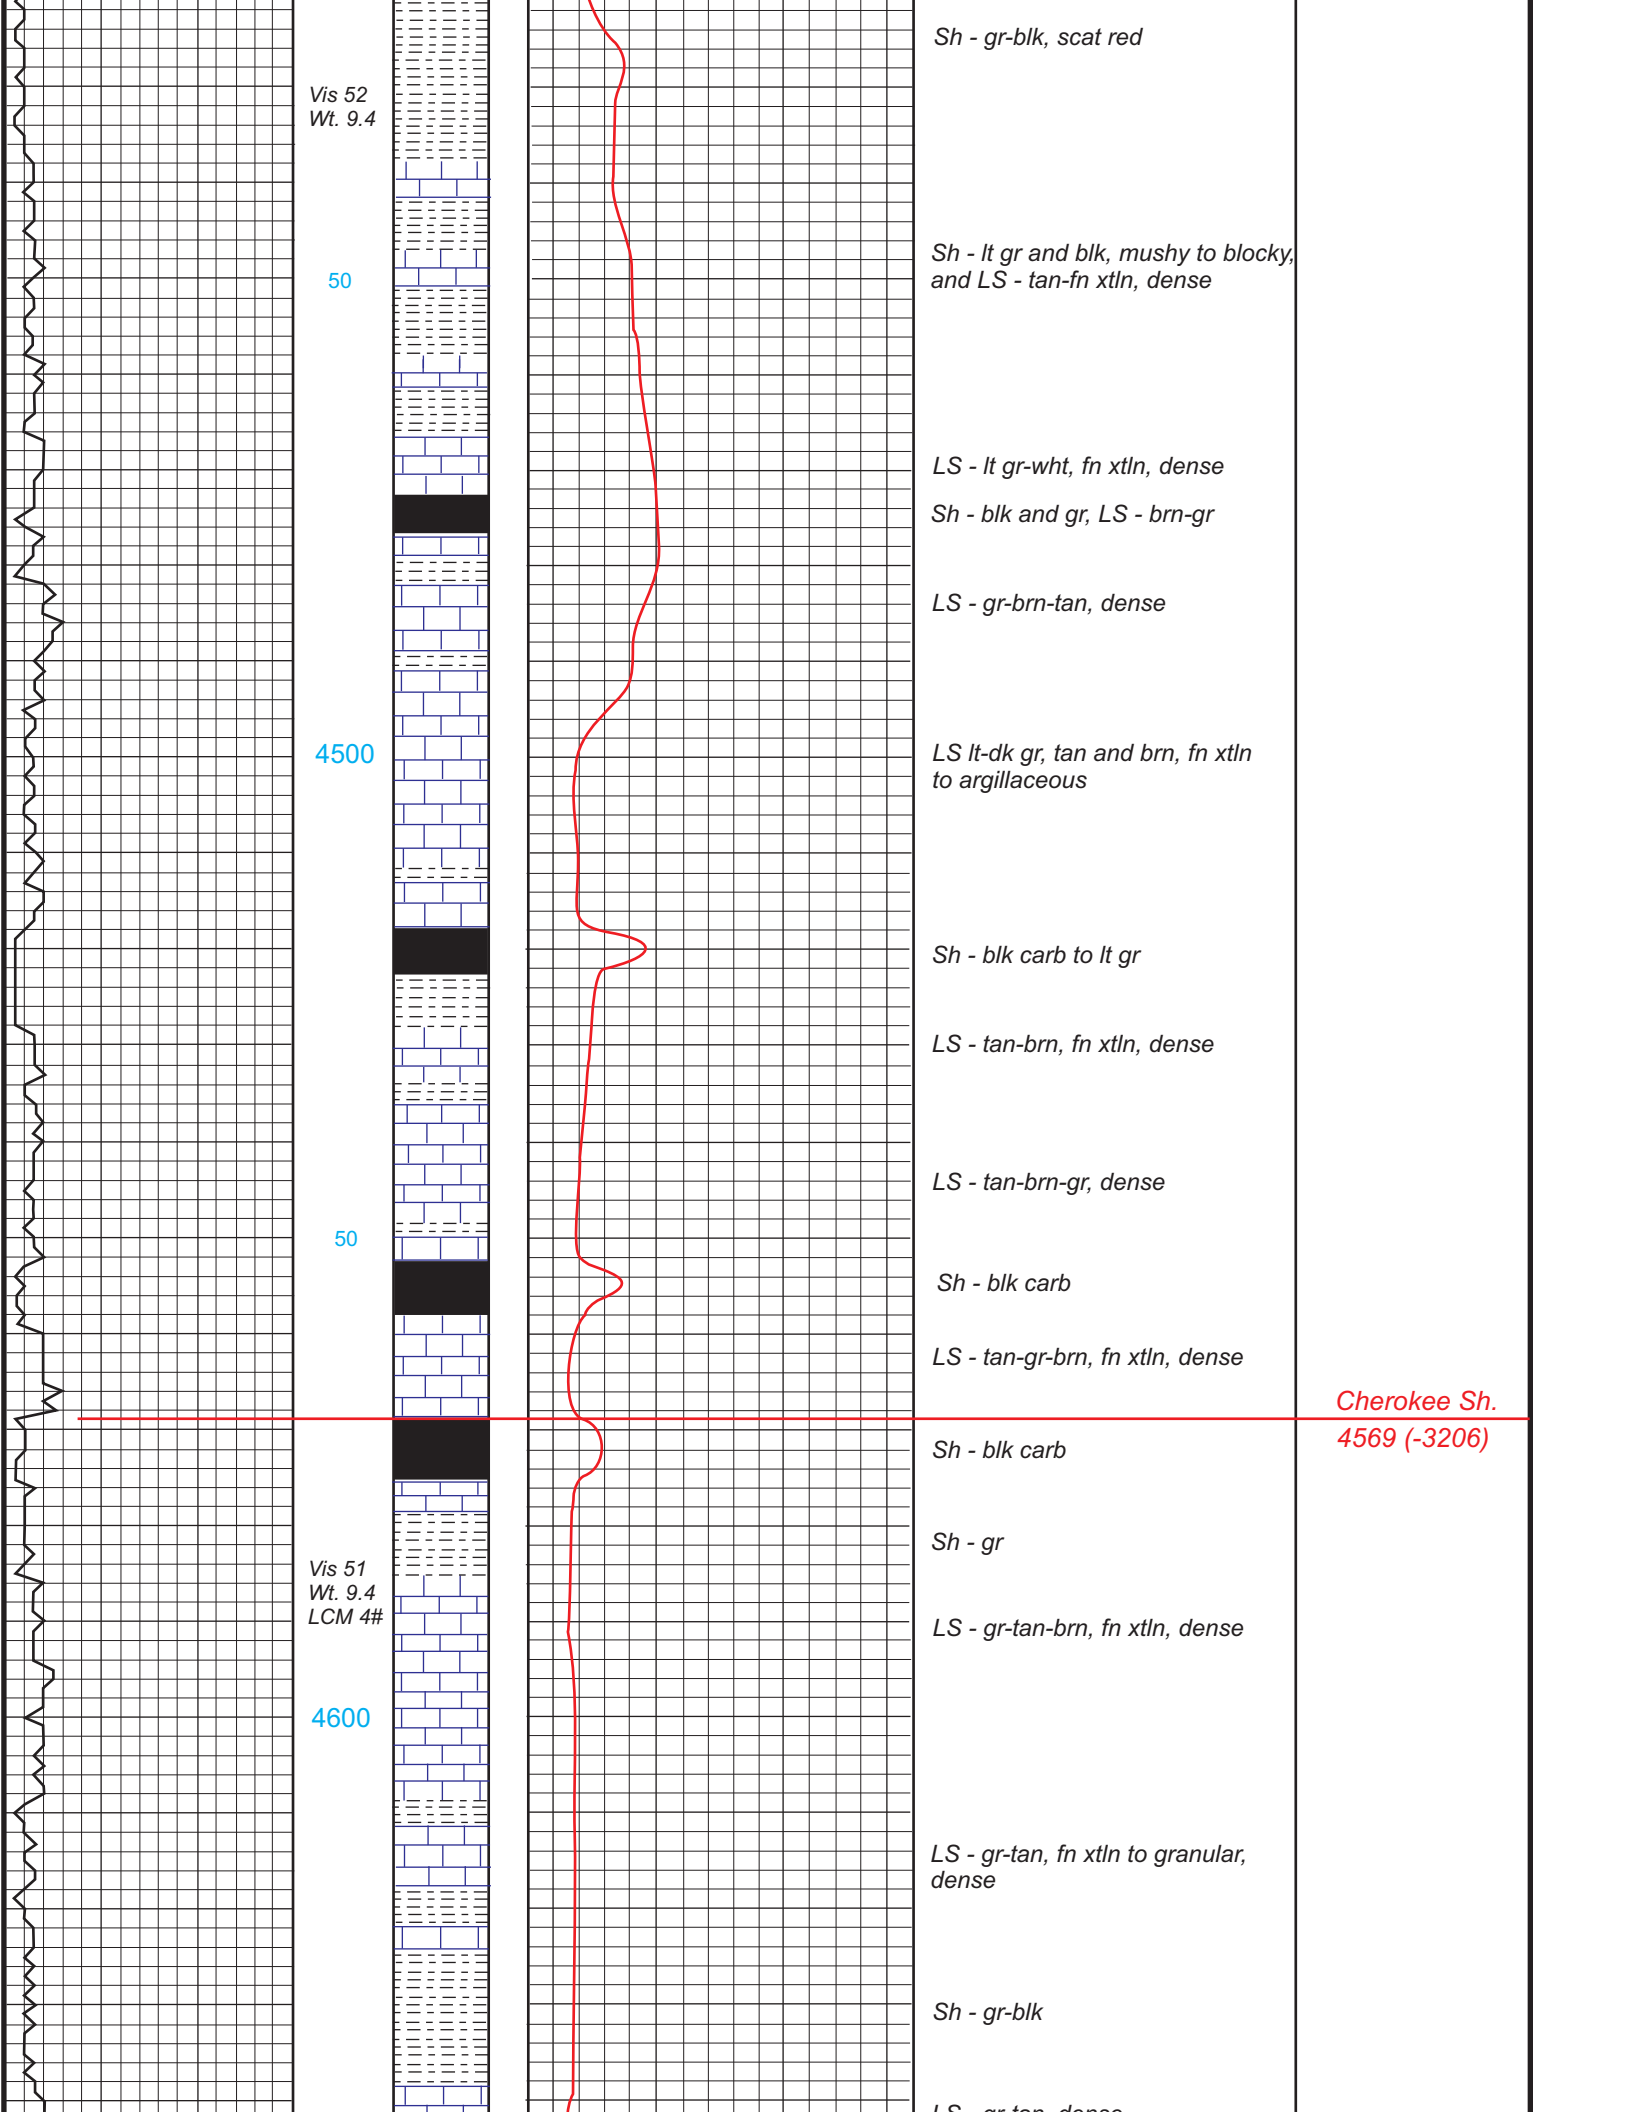 Sh - gr-blk, scat red
Vis 52
Wt. 9.4
Sh - lt gr and blk, mushy to blocky,
and LS - tan-fn xtln, dense
50
LS - lt gr-wht, fn xtln, dense
Sh - blk and gr, LS - brn-gr
LS - gr-brn-tan, dense
4500
LS lt-dk gr, tan and brn, fn xtln
to argillaceous
Sh - blk carb to lt gr
LS - tan-brn, fn xtln, dense
LS - tan-brn-gr, dense
50
Sh - blk carb
LS - tan-gr-brn, fn xtln, dense
Cherokee Sh.
4569 (-3206)
Sh - blk carb
Sh - gr
Vis 51
Wt. 9.4
LCM 4#
LS - gr-tan-brn, fn xtln, dense
4600
LS - gr-tan, fn xtln to granular,
dense
Sh - gr-blk
LS - gr-tan, dense